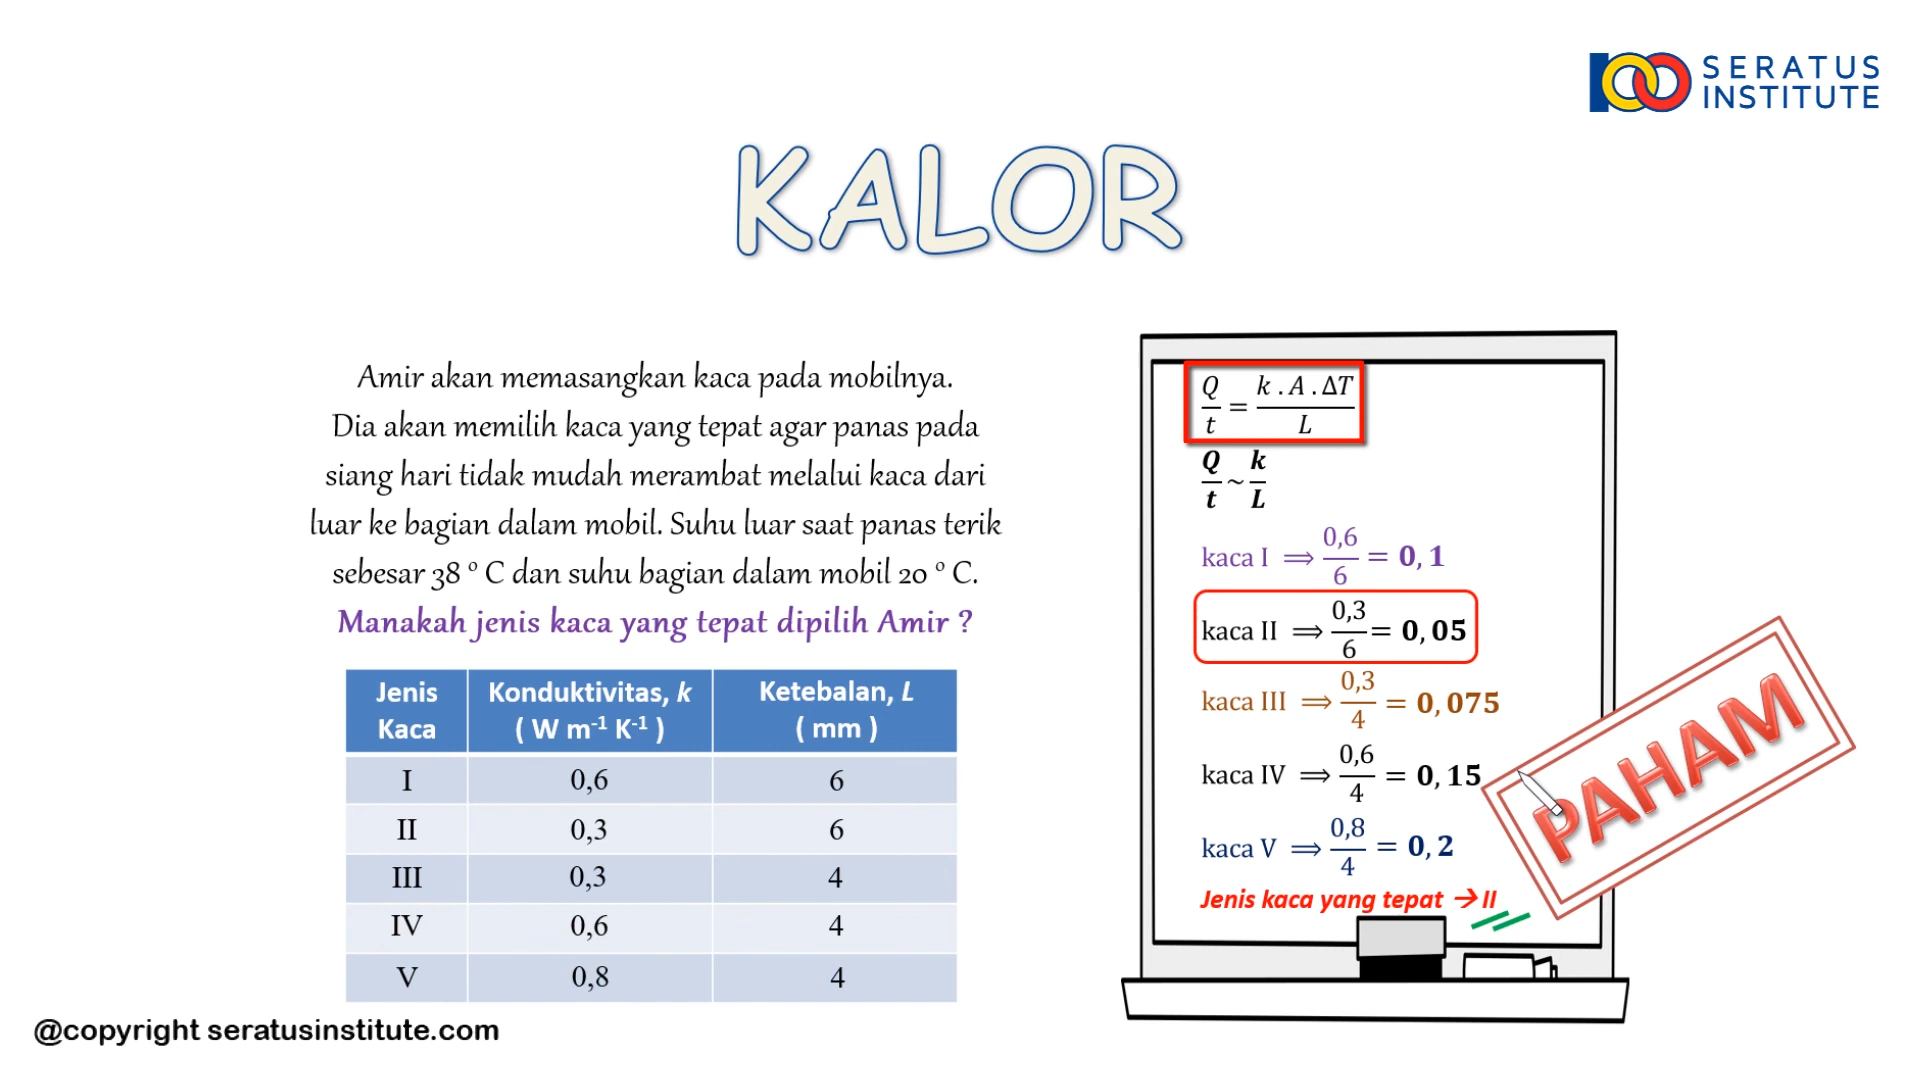 SERATUS
INSTITUTE
KALOR
Amir akan memasangkan kaca pada mobilnya.
Dia akan memilih kaca yang tepat agar panas pada
siang hari tidak mudah merambat melalui kaca dari
luar ke bagian dalam mobil. Suhu luar saat panas terik
sebesar 38 ° C dan suhu bagian dalam mobil 20 ° C.
Manakah jenis kaca yang tepat dipilih Amir ?
Jenis Kaca | Konduktivitas, k ( W m⁻¹ K⁻¹ ) | Ketebalan, L ( mm )
I | 0,6 | 6
II | 0,3 | 6
III | 0,3 | 4
IV | 0,6 | 4
V | 0,8 | 4
Q/t = k . A . ΔT / L
Q/t ~ k/L
kaca I ⟹ 0,6/6 = 0,1
kaca II ⟹ 0,3/6 = 0,05
kaca III ⟹ 0,3/4 = 0,075
kaca IV ⟹ 0,6/4 = 0,15
kaca V ⟹ 0,8/4 = 0,2
Jenis kaca yang tepat → II
PAHAM
@copyright seratusinstitute.com